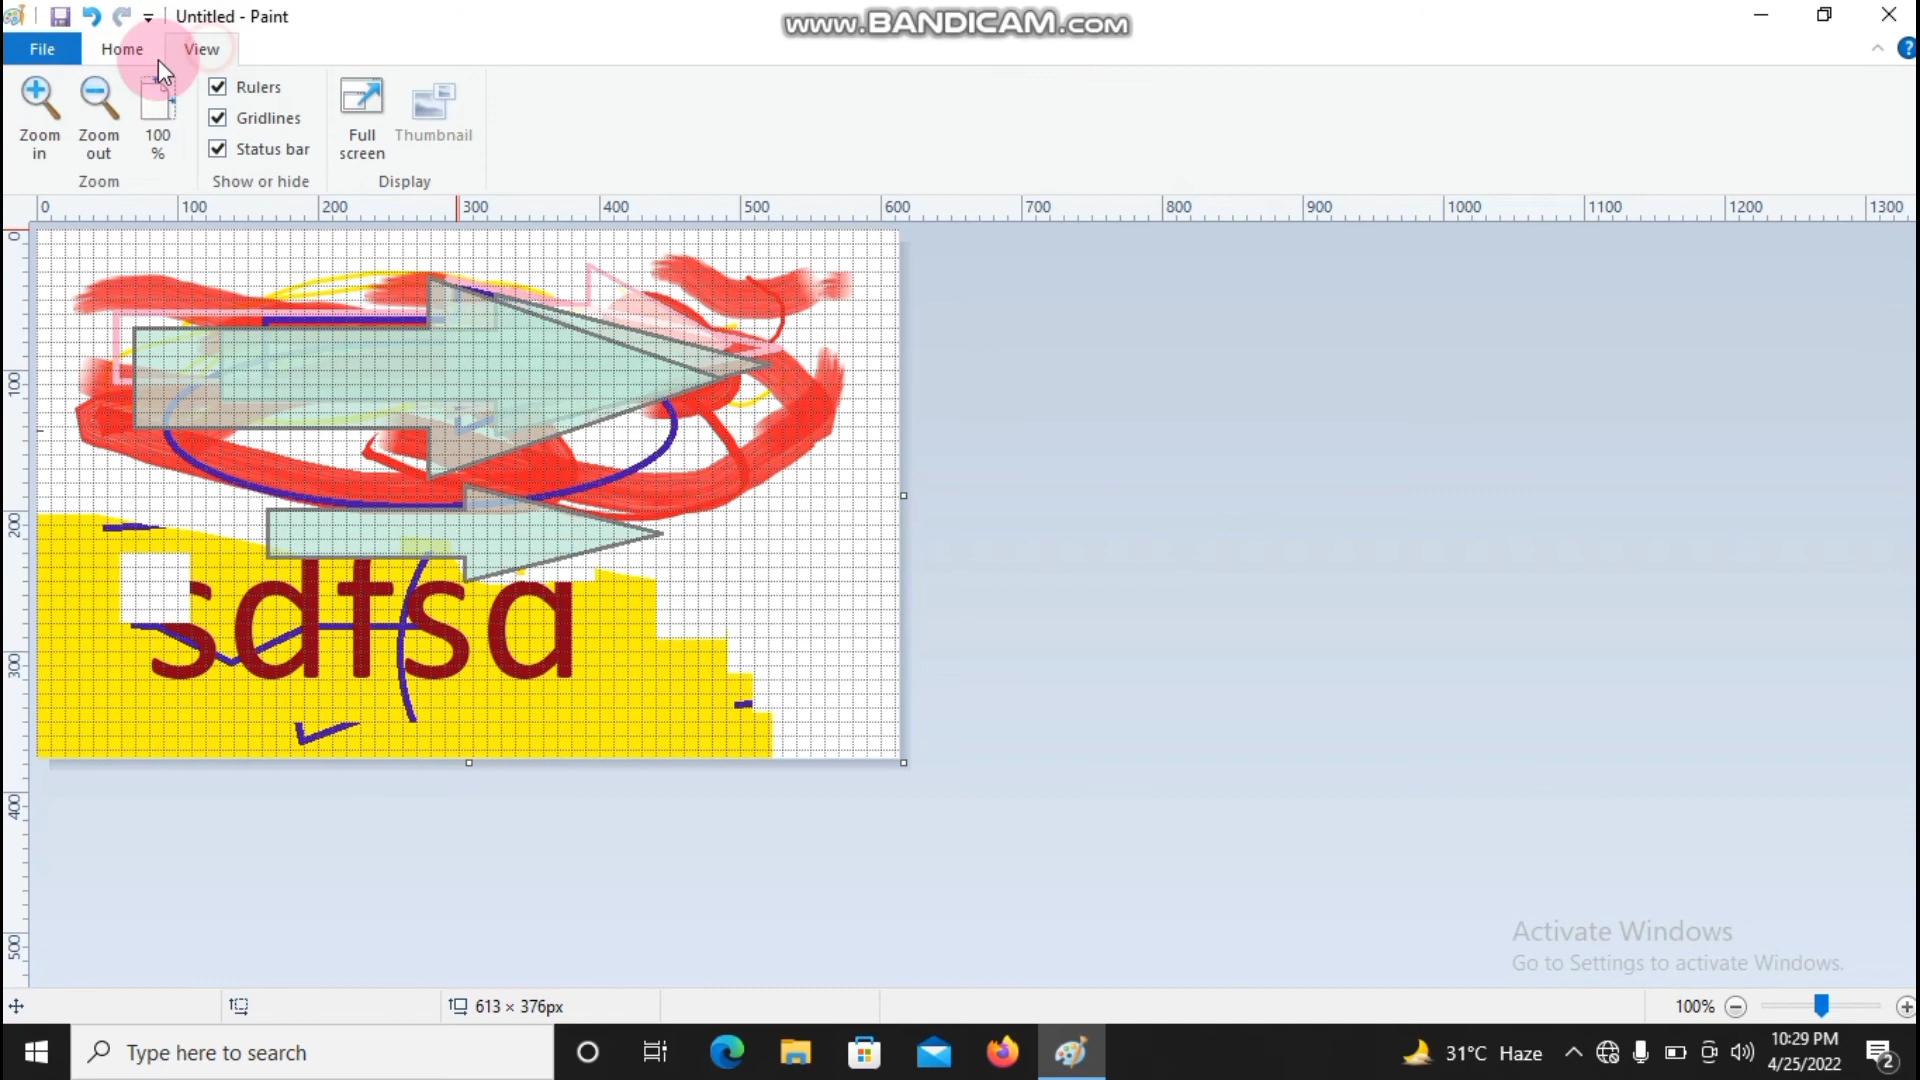 Untitled - Paint
www.BANDICAM.com
File Home View
Zoom in
Zoom out
100 %
Rulers
Gridlines
Status bar
Full screen
Thumbnail
Zoom
Show or hide
Display
0 100 200 300 400 500 600 700 800 900 1000 1100 1200 1300
0
100
200
300
400
500
sdfsa
Activate Windows
Go to Settings to activate Windows.
613 × 376px
100%
Type here to search
31°C Haze
10:29 PM
4/25/2022
2